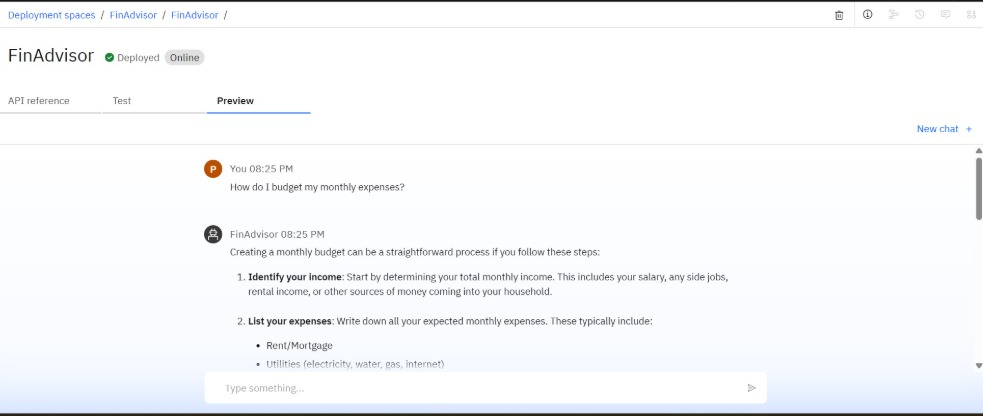 Deployment spaces / FinAdvisor / FinAdvisor /
FinAdvisor Deployed Online
API reference Test Preview
New chat +
P You 08:25 PM
How do I budget my monthly expenses?
FinAdvisor 08:25 PM
Creating a monthly budget can be a straightforward process if you follow these steps:
1. Identify your income: Start by determining your total monthly income. This includes your salary, any side jobs,
rental income, or other sources of money coming into your household.
2. List your expenses: Write down all your expected monthly expenses. These typically include:
• Rent/Mortgage
• Utilities (electricity, water, gas, internet)
Type something...